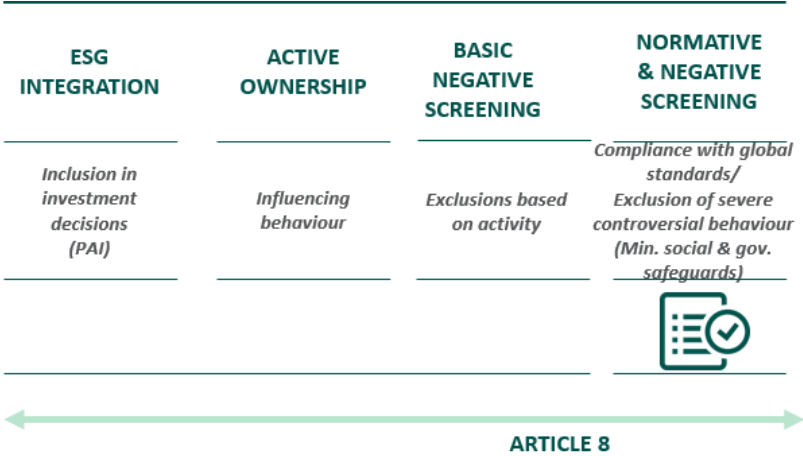 ESG
INTEGRATION
ACTIVE
OWNERSHIP
BASIC
NEGATIVE
SCREENING
NORMATIVE
& NEGATIVE
SCREENING
Inclusion in
investment
decisions
(PAI)
Influencing
behaviour
Exclusions based
on activity
Compliance with global
standards/
Exclusion of severe
controversial behaviour
(Min. social & gov.
safeguards)
ARTICLE 8